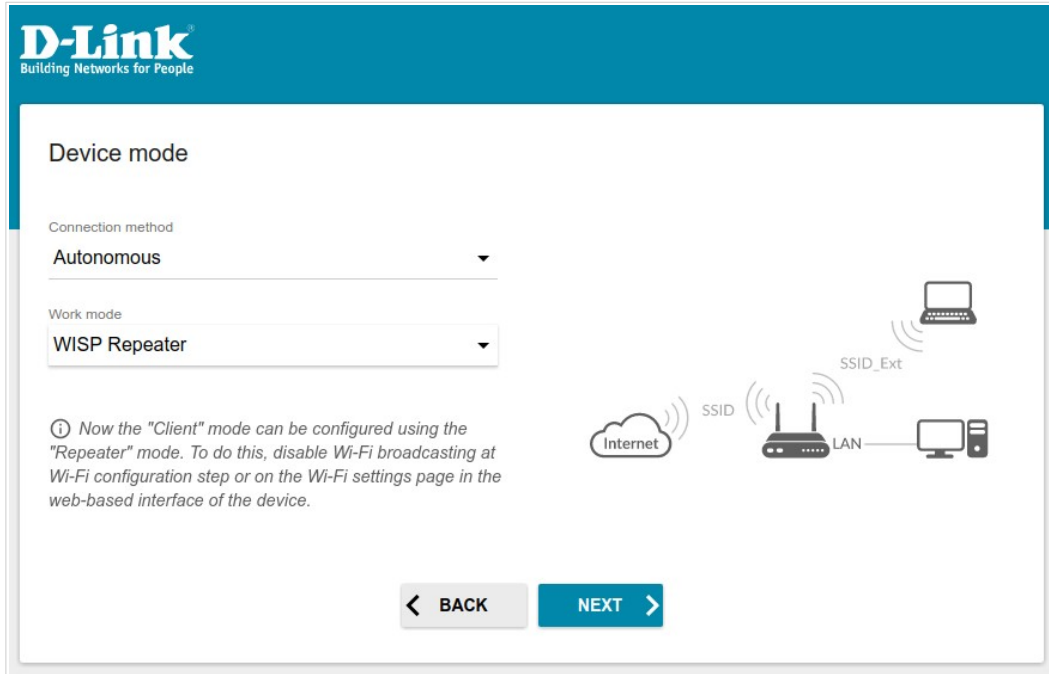 D-Link
Building Networks for People
Device mode
Connection method
Autonomous
Work mode
WISP Repeater
Now the "Client" mode can be configured using the
"Repeater" mode. To do this, disable Wi-Fi broadcasting at
Wi-Fi configuration step or on the Wi-Fi settings page in the
web-based interface of the device.
SSID_Ext
SSID
Internet
LAN
BACK
NEXT